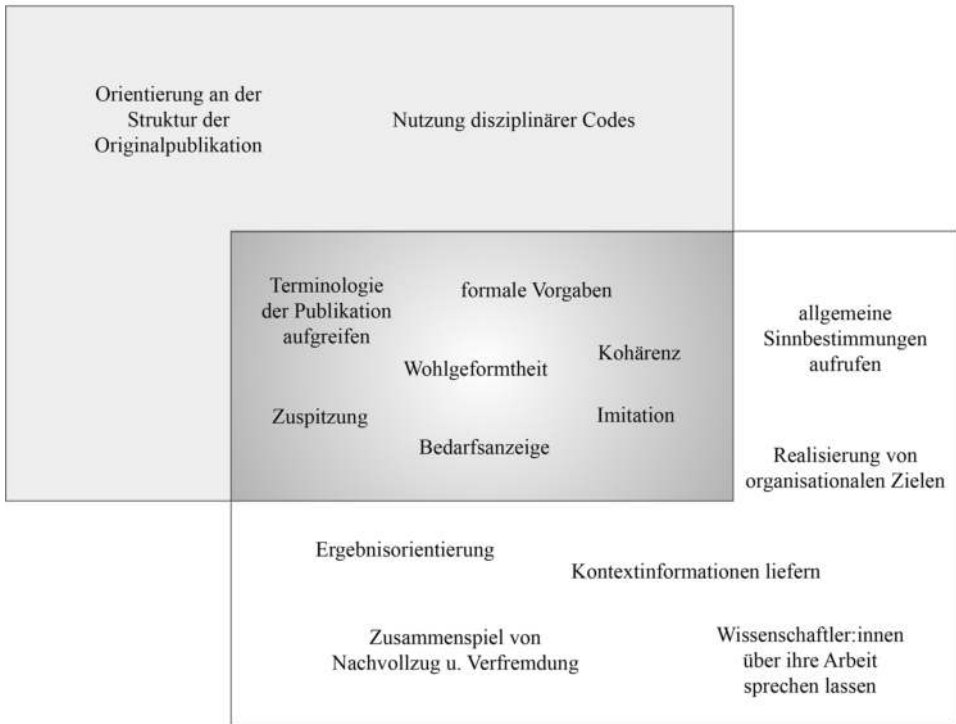 Orientierung an der
Struktur der
Originalpublikation
Nutzung disziplinärer Codes
Terminologie
der Publikation
aufgreifen
formale Vorgaben
Wohlgeformtheit
Kohärenz
Zuspitzung
Imitation
Bedarfsanzeige
allgemeine
Sinnbestimmungen
aufrufen
Realisierung von
organisationalen Zielen
Ergebnisorientierung
Kontextinformationen liefern
Zusammenspiel von
Nachvollzug u. Verfremdung
Wissenschaftler:innen
über ihre Arbeit
sprechen lassen